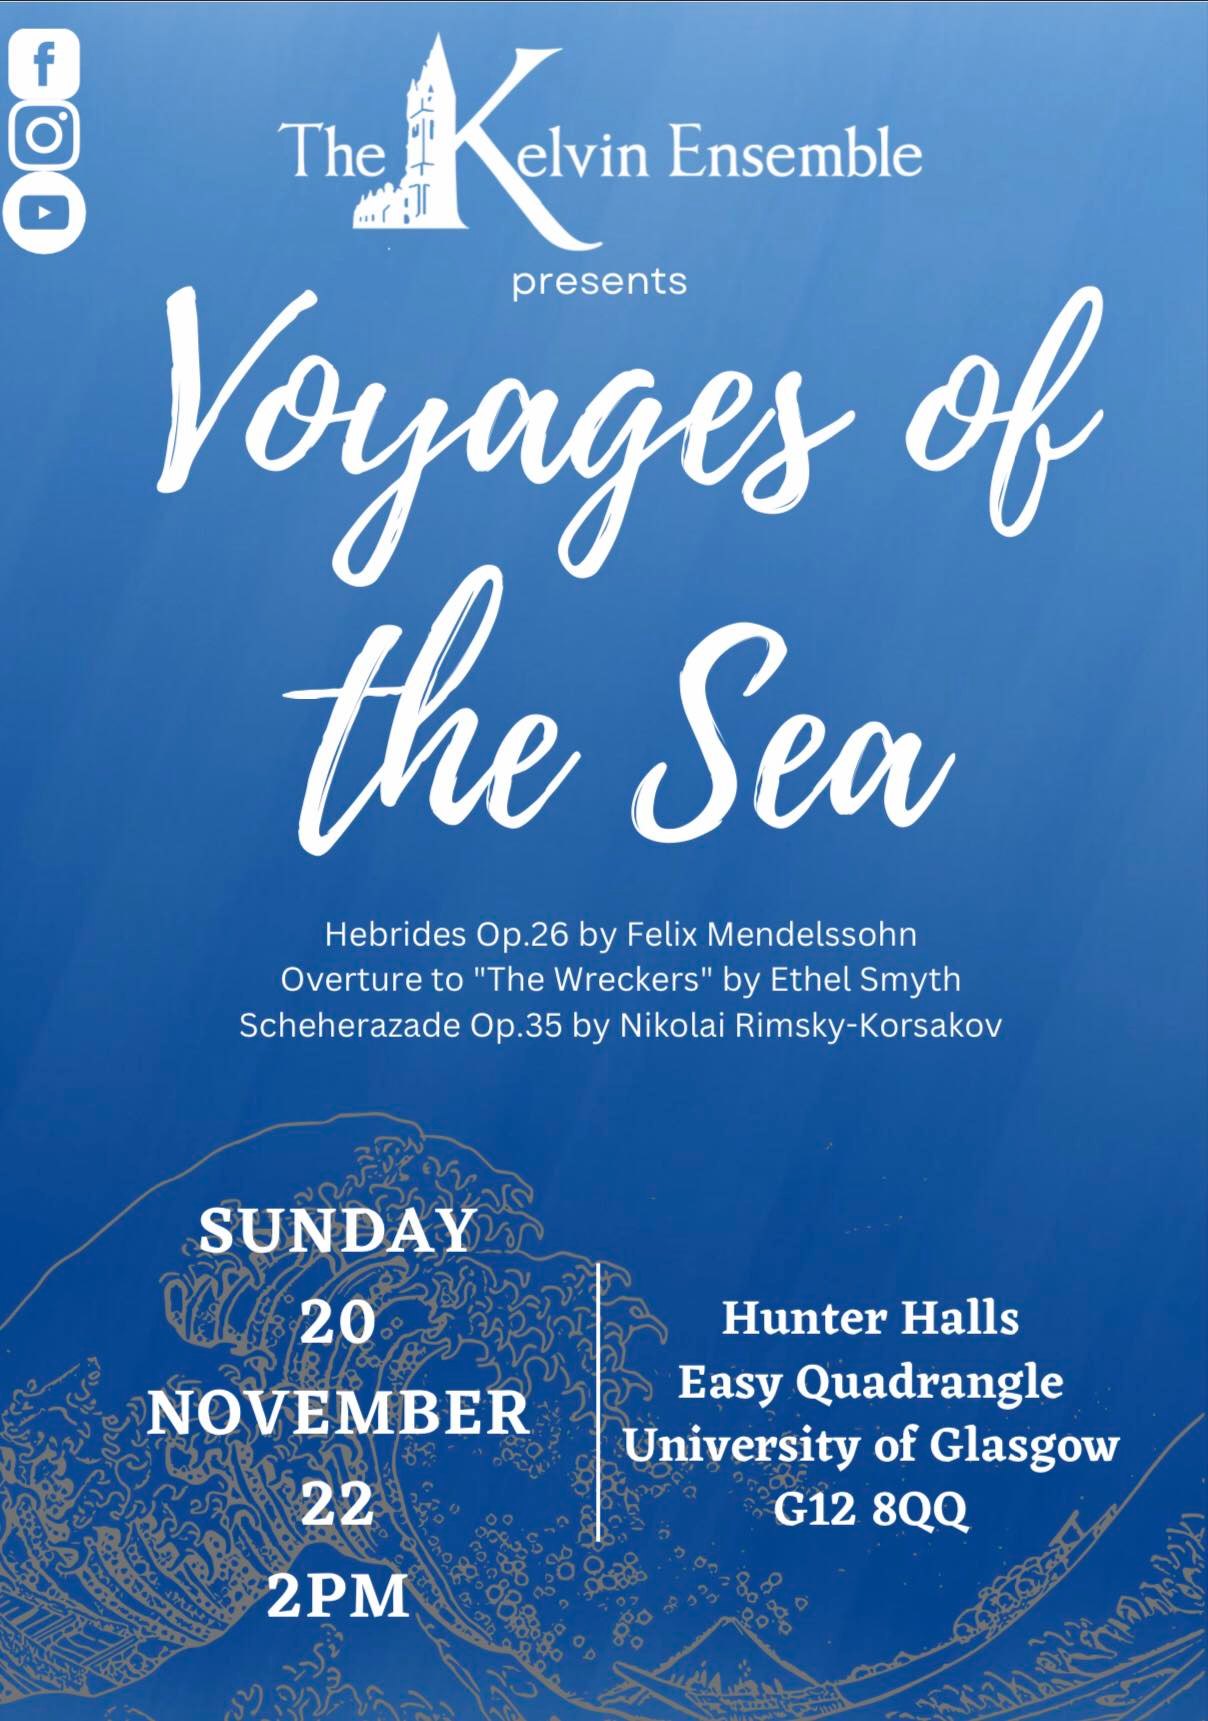 The Kelvin Ensemble
presents
Voyages of
the Sea
Hebrides Op.26 by Felix Mendelssohn
Overture to "The Wreckers" by Ethel Smyth
Scheherazade Op.35 by Nikolai Rimsky-Korsakov
SUNDAY
20
NOVEMBER
22
2PM
Hunter Halls
Easy Quadrangle
University of Glasgow
G12 8QQ